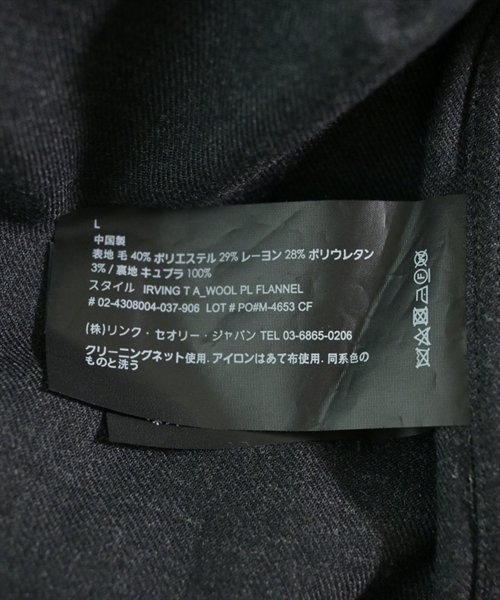 L
中国製
表地 毛 40% ポリエステル 29% レーヨン 28% ポリウレタン
3% / 裏地 キュプラ 100%
スタイル IRVING T A_WOOL PL FLANNEL
# 02-4308004-037-906 LOT # PO#M-4653 CF
(株)リンク・セオリー・ジャパン TEL 03-6865-0206
クリーニングネット使用. アイロンはあて布使用. 同系色の
ものと洗う